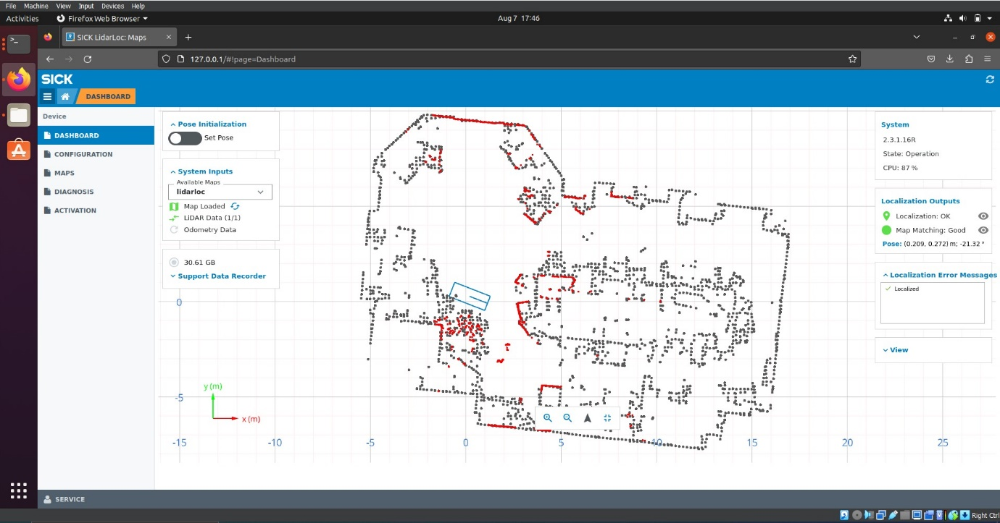 File Machine View Input Devices Help
Activities Firefox Web Browser Aug 7 17:46
SICK LidarLoc: Maps
127.0.0.1/#!page=Dashboard
SICK
DASHBOARD
Device
DASHBOARD
CONFIGURATION
MAPS
DIAGNOSIS
ACTIVATION
SERVICE
Pose Initialization
Set Pose
System Inputs
Available Maps
lidarloc
Map Loaded
LiDAR Data (1/1)
Odometry Data
30.61 GB
Support Data Recorder
0
-5
y (m)
x (m)
-15 -10 -5 0 5 10 15 20 25
System
2.3.1.16R
State: Operation
CPU: 87 %
Localization Outputs
Localization: OK
Map Matching: Good
Pose: (0.209, 0.272) m; -21.32 °
Localization Error Messages
Localized
View
Right Ctrl